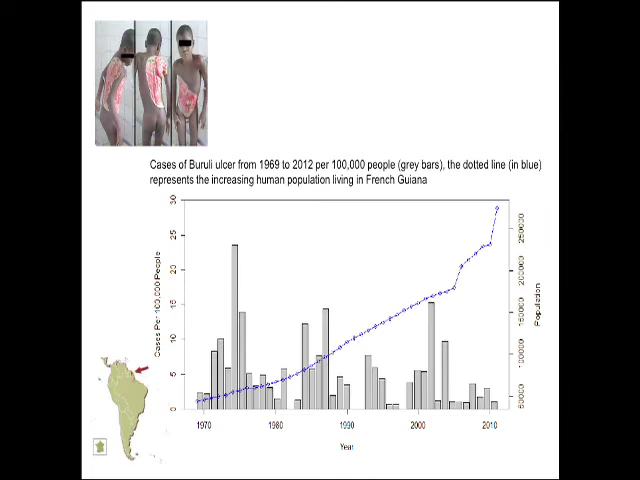 Cases of Buruli ulcer from 1969 to 2012 per 100,000 people (grey bars), the dotted line (in blue)
represents the increasing human population living in French Guiana
30
25
20
15
10
5
0
Cases Per 100,000 People
250000
200000
150000
100000
50000
Population
1970 1980 1990 2000 2010
Year